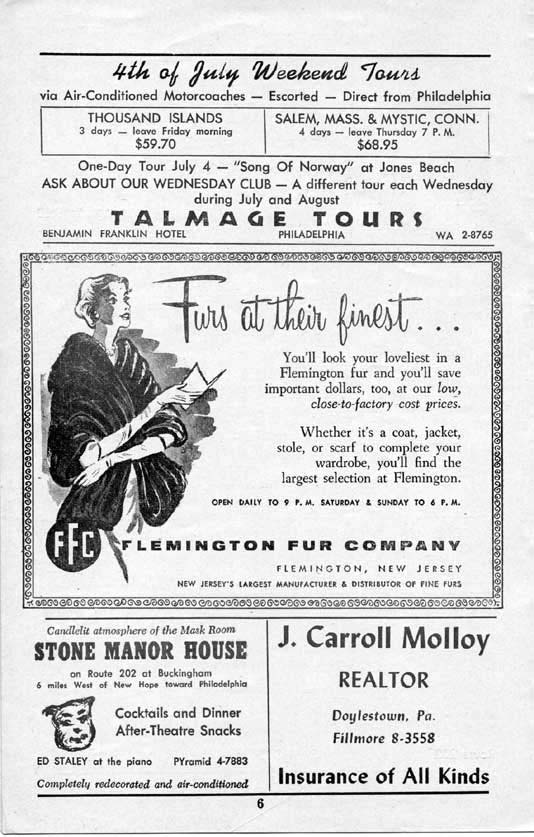 4th of July Weekend Tours
via Air-Conditioned Motorcoaches — Escorted — Direct from Philadelphia
THOUSAND ISLANDS
3 days — leave Friday morning
$59.70
SALEM, MASS. & MYSTIC, CONN.
4 days — leave Thursday 7 P. M.
$68.95
One-Day Tour July 4 — "Song Of Norway" at Jones Beach
ASK ABOUT OUR WEDNESDAY CLUB — A different tour each Wednesday
during July and August
TALMAGE TOURS
BENJAMIN FRANKLIN HOTEL PHILADELPHIA WA 2-8765
Furs at their finest . . .
You'll look your loveliest in a
Flemington fur and you'll save
important dollars, too, at our low,
close-to-factory cost prices.
Whether it's a coat, jacket,
stole, or scarf to complete your
wardrobe, you'll find the
largest selection at Flemington.
OPEN DAILY TO 9 P. M. SATURDAY & SUNDAY TO 6 P. M.
FFC
FLEMINGTON FUR COMPANY
FLEMINGTON, NEW JERSEY
NEW JERSEY'S LARGEST MANUFACTURER & DISTRIBUTOR OF FINE FURS
Candlelit atmosphere of the Mask Room
STONE MANOR HOUSE
on Route 202 at Buckingham
6 miles West of New Hope toward Philadelphia
Cocktails and Dinner
After-Theatre Snacks
ED STALEY at the piano PYramid 4-7883
Completely redecorated and air-conditioned
J. Carroll Molloy
REALTOR
Doylestown, Pa.
Fillmore 8-3558
Insurance of All Kinds
6